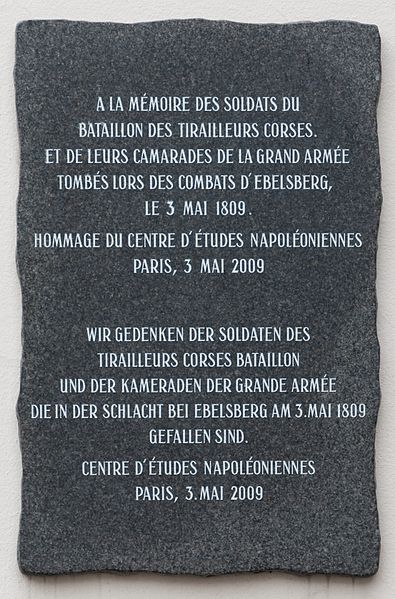 A LA MÉMOIRE DES SOLDATS DU
BATAILLON DES TIRAILLEURS CORSES.
ET DE LEURS CAMARADES DE LA GRAND ARMÉE
TOMBÉS LORS DES COMBATS D'EBELSBERG,
LE 3 MAI 1809.
HOMMAGE DU CENTRE D'ÉTUDES NAPOLÉONIENNES
PARIS, 3 MAI 2009
WIR GEDENKEN DER SOLDATEN DES
TIRAILLEURS CORSES BATAILLON
UND DER KAMERADEN DER GRANDE ARMÉE
DIE IN DER SCHLACHT BEI EBELSBERG AM 3.MAI 1809
GEFALLEN SIND.
CENTRE D'ÉTUDES NAPOLÉONIENNES
PARIS, 3.MAI 2009